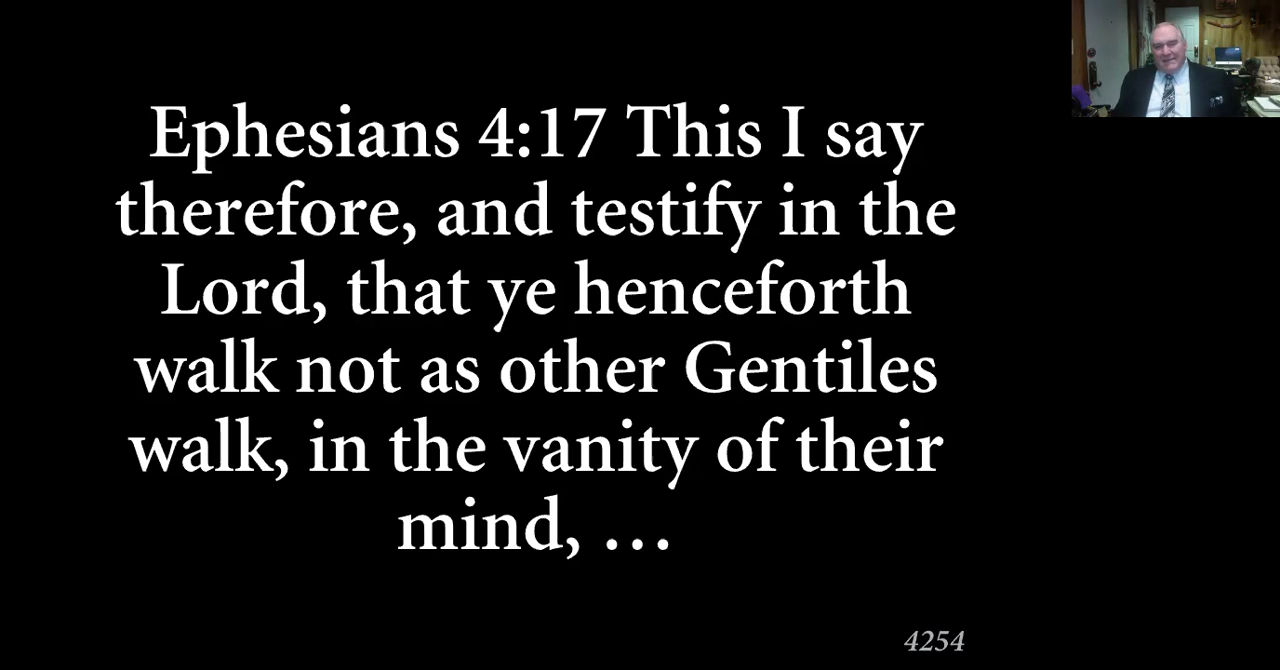 Ephesians 4:17 This I say
therefore, and testify in the
Lord, that ye henceforth
walk not as other Gentiles
walk, in the vanity of their
mind, …
4254